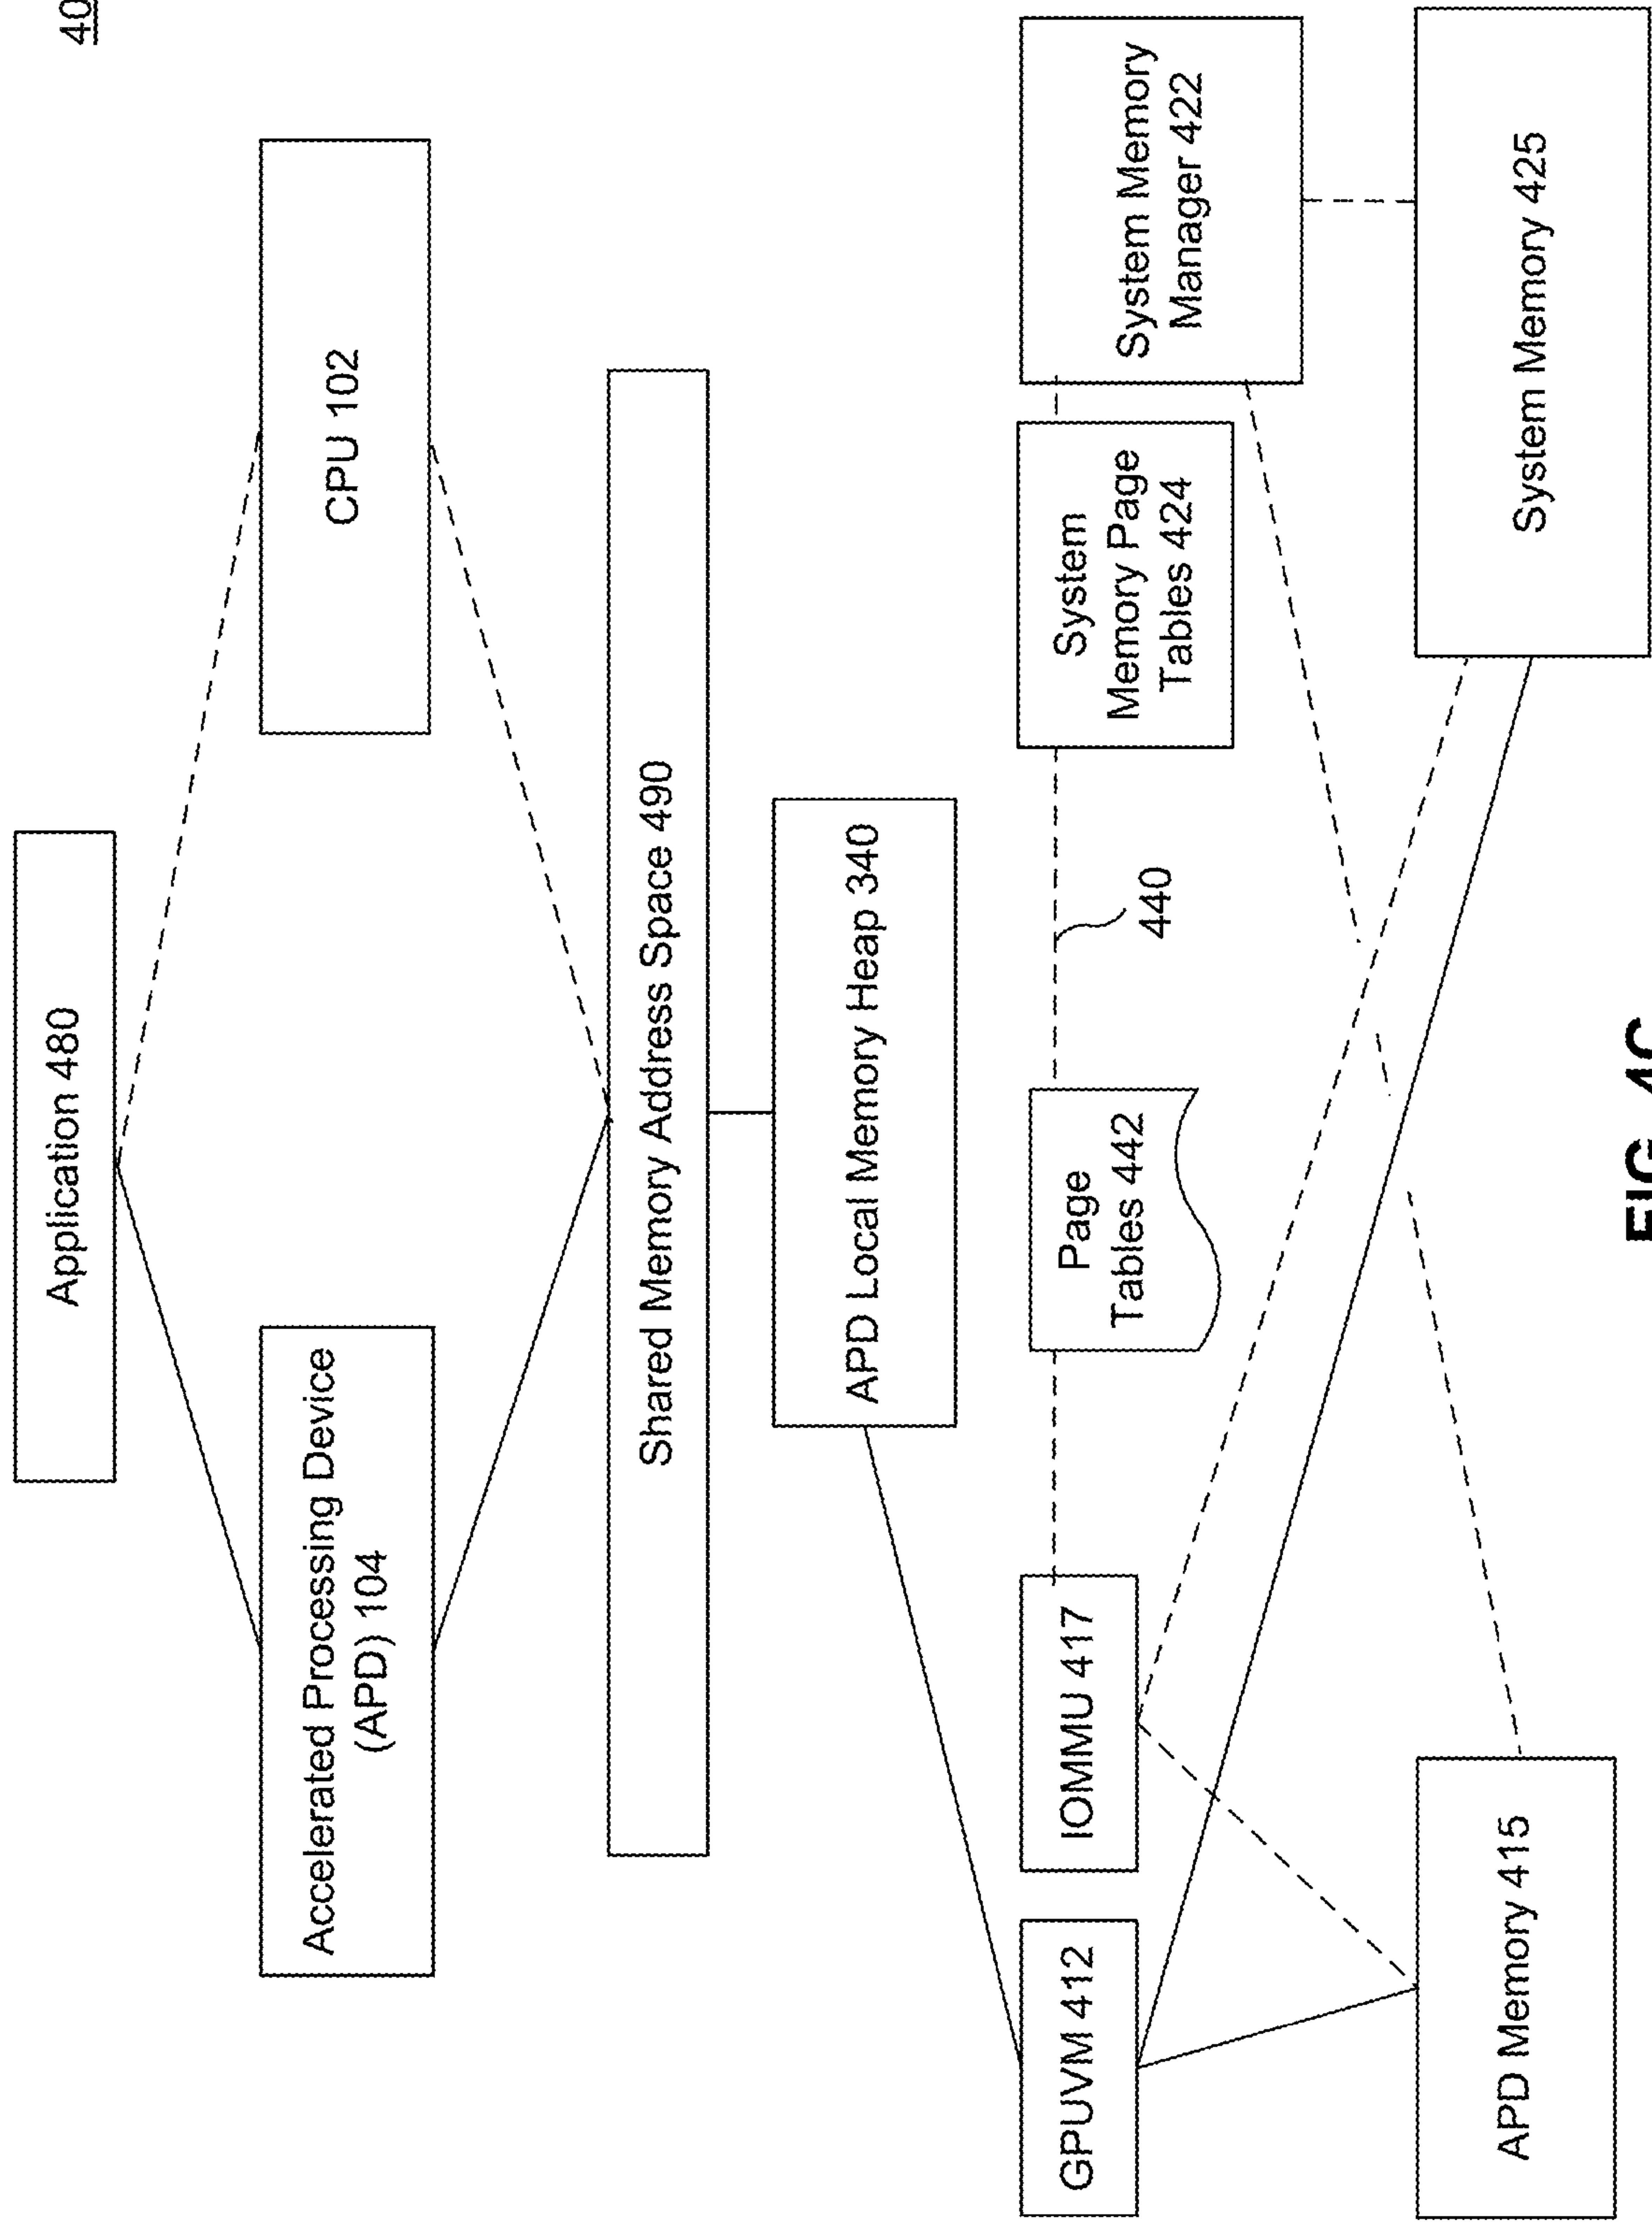 40
Application 480
Accelerated Processing Device
(APD) 104
CPU 102
Shared Memory Address Space 490
APD Local Memory Heap 340
GPUVM 412
IOMMU 417
Page
Tables 442
440
System
Memory Page
Tables 424
System Memory
Manager 422
APD Memory 415
System Memory 425
FIG. 4C